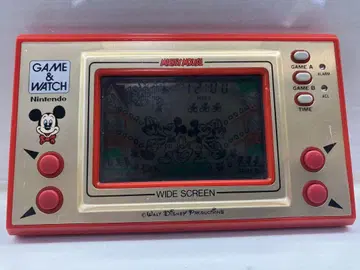 MICKEY MOUSE
GAME
& WATCH
Nintendo
GAME A
ALARM
GAME B
ACL
TIME
WIDE SCREEN
© WALT DISNEY PRODUCTIONS